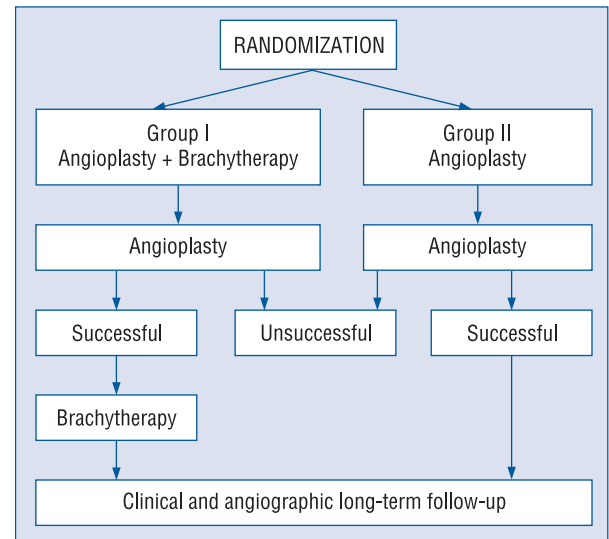 RANDOMIZATION
Group I
Angioplasty + Brachytherapy
Group II
Angioplasty
Angioplasty
Angioplasty
Successful
Unsuccessful
Successful
Brachytherapy
Clinical and angiographic long-term follow-up